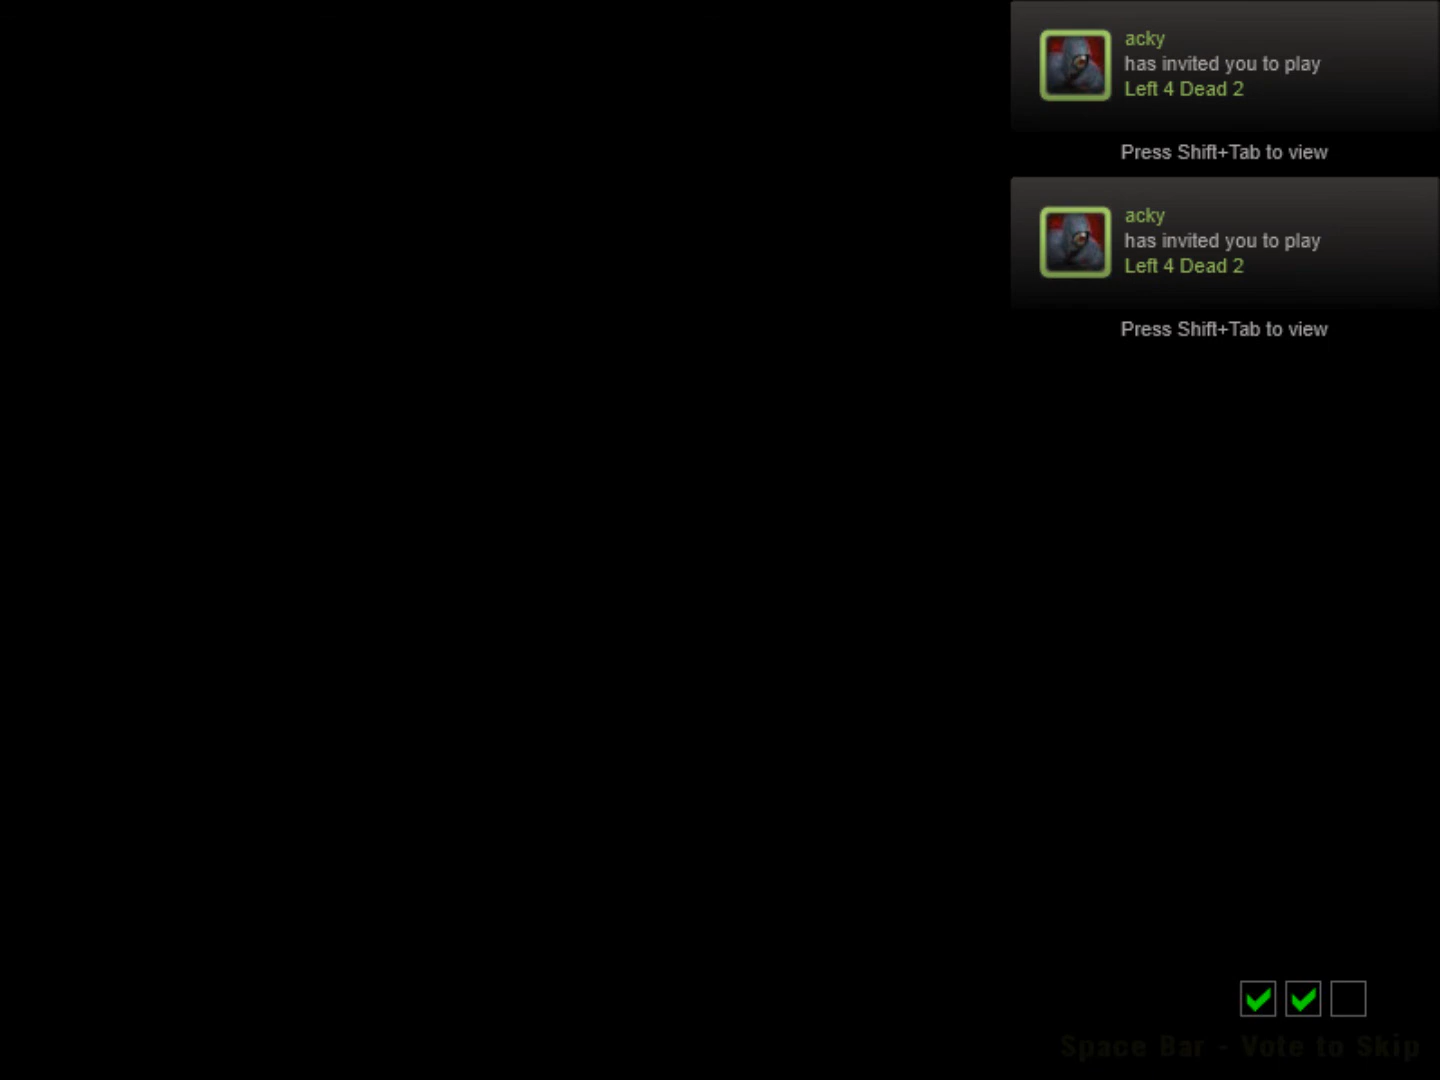 acky
has invited you to play
Left 4 Dead 2
Press Shift+Tab to view
acky
has invited you to play
Left 4 Dead 2
Press Shift+Tab to view
Space Bar - Vote to Skip